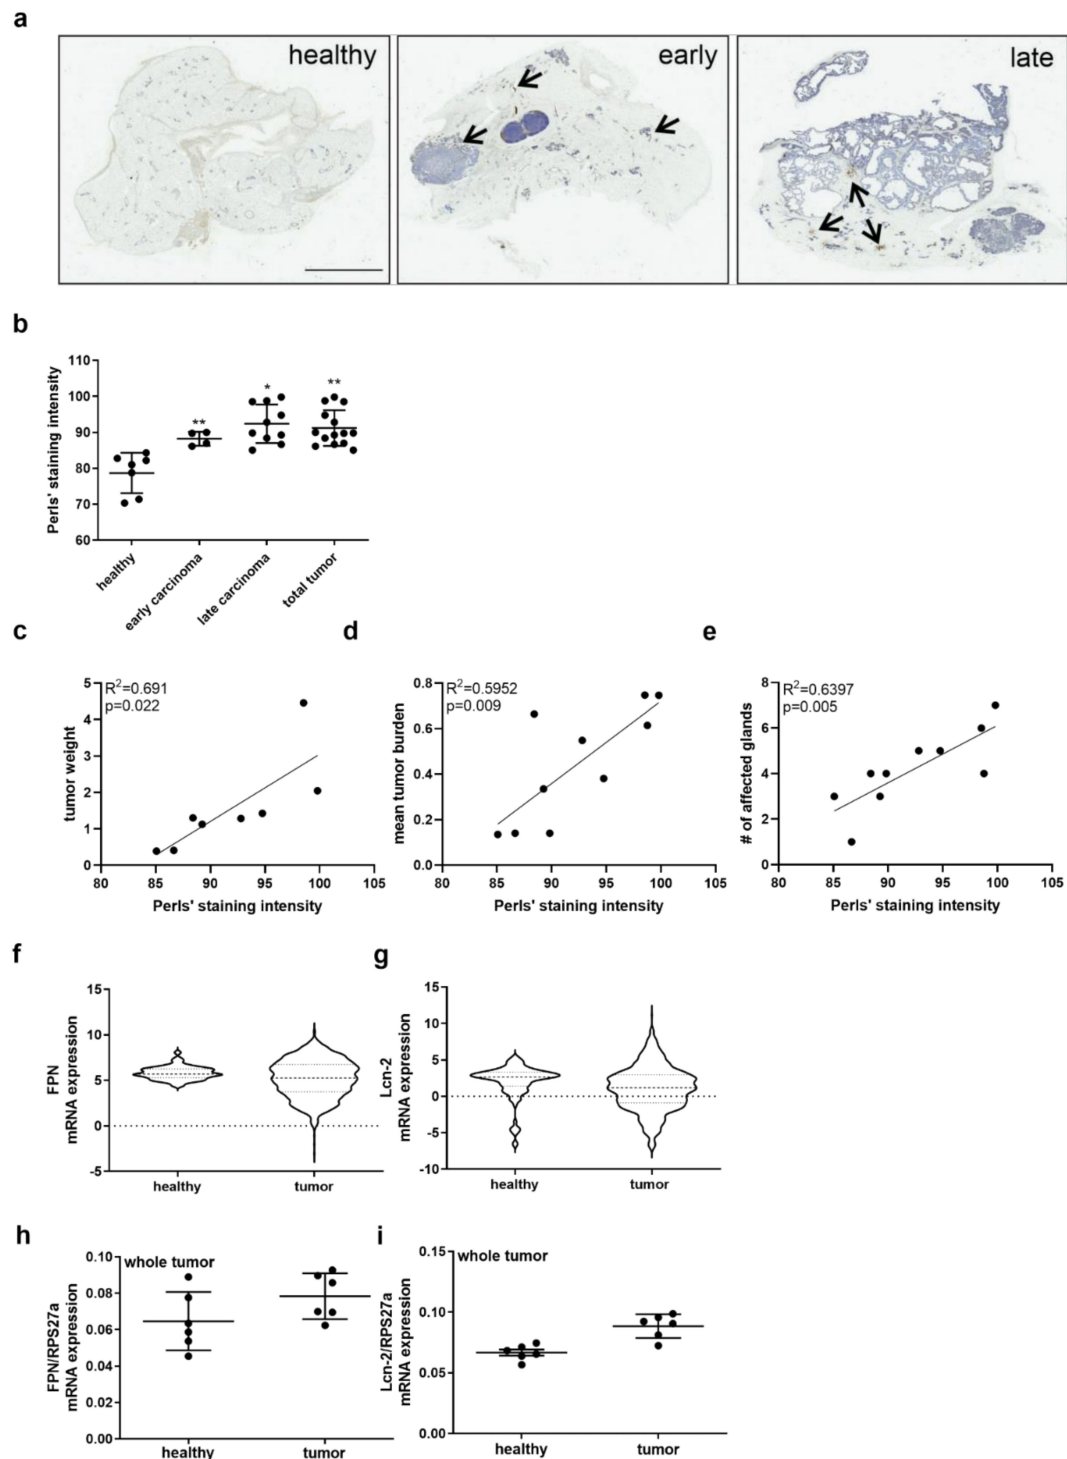 a
healthy
early
late
b
Perls' staining intensity
110
100
90
80
70
60
**
*
**
healthy
early carcinoma
late carcinoma
total tumor
c
R²=0.691
p=0.022
tumor weight
5
4
3
2
1
0
80
85
90
95
100
105
Perls' staining intensity
d
R²=0.5952
p=0.009
mean tumor burden
0.8
0.6
0.4
0.2
0.0
80
85
90
95
100
105
Perls' staining intensity
e
R²=0.6397
p=0.005
# of affected glands
8
6
4
2
0
80
85
90
95
100
105
Perls' staining intensity
f
FPN
mRNA expression
15
10
5
0
-5
healthy
tumor
g
Lcn-2
mRNA expression
15
10
5
0
-5
-10
healthy
tumor
h
whole tumor
FPN/RPS27a
mRNA expression
0.10
0.08
0.06
0.04
0.02
0.00
healthy
tumor
i
whole tumor
Lcn-2/RPS27a
mRNA expression
0.15
0.10
0.05
0.00
healthy
tumor